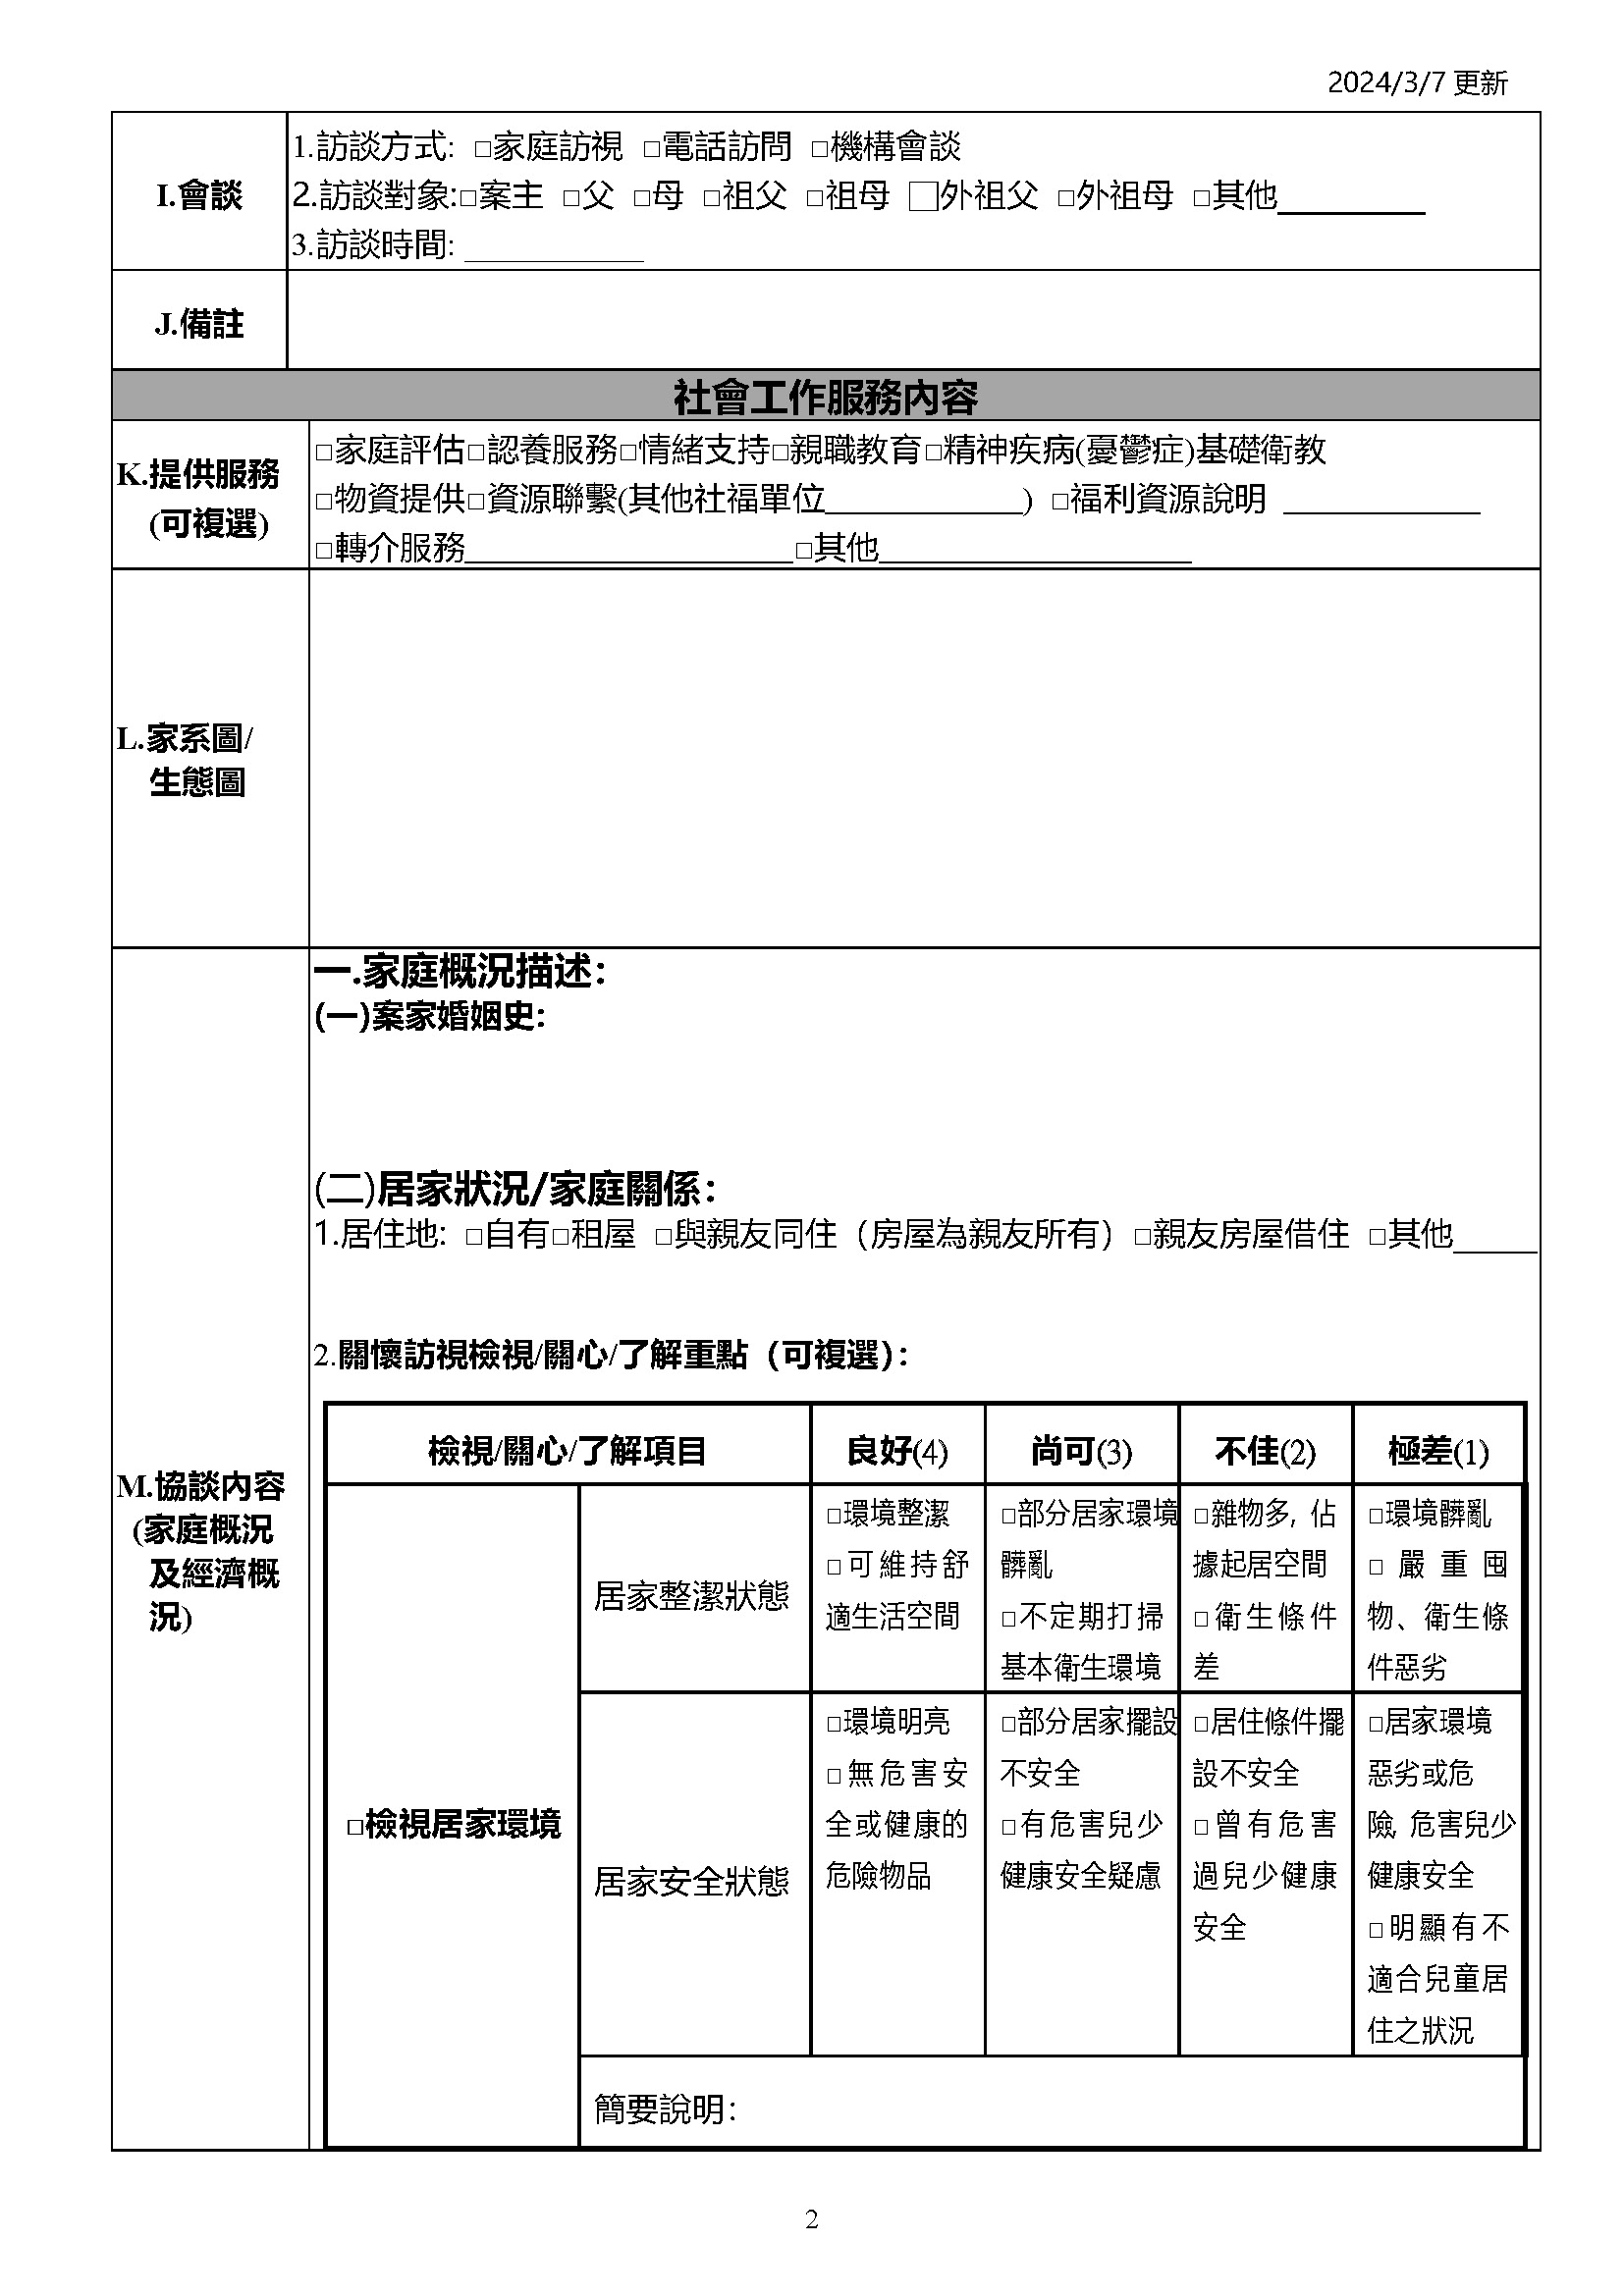 2024/3/7 更新
I.會談
1.訪談方式: □家庭訪視 □電話訪問 □機構會談
2.訪談對象:□案主 □父 □母 □祖父 □祖母 □外祖父 □外祖母 □其他_________
3.訪談時間: ___________
J.備註
社會工作服務內容
K.提供服務
(可複選)
□家庭評估□認養服務□情緒支持□親職教育□精神疾病(憂鬱症)基礎衛教
□物資提供□資源聯繫(其他社福單位____________) □福利資源說明 ____________
□轉介服務____________________□其他___________________
L.家系圖/
生態圖
M.協談內容
(家庭概況
及經濟概
況)
一.家庭概況描述:
(一)案家婚姻史:
(二)居家狀況/家庭關係:
1.居住地: □自有□租屋 □與親友同住（房屋為親友所有）□親友房屋借住 □其他_____
2.關懷訪視檢視/關心/了解重點（可複選）:
檢視/關心/了解項目
良好(4)
尚可(3)
不佳(2)
極差(1)
□檢視居家環境
居家整潔狀態
□環境整潔
□可維持舒
適生活空間
□部分居家環境
髒亂
□不定期打掃
基本衛生環境
□雜物多, 佔
據起居空間
□衛生條件
差
□環境髒亂
□嚴重囤
物、衛生條
件惡劣
居家安全狀態
□環境明亮
□無危害安
全或健康的
危險物品
□部分居家擺設
不安全
□有危害兒少
健康安全疑慮
□居住條件擺
設不安全
□曾有危害
過兒少健康
安全
□居家環境
惡劣或危
險, 危害兒少
健康安全
□明顯有不
適合兒童居
住之狀況
簡要說明:
2